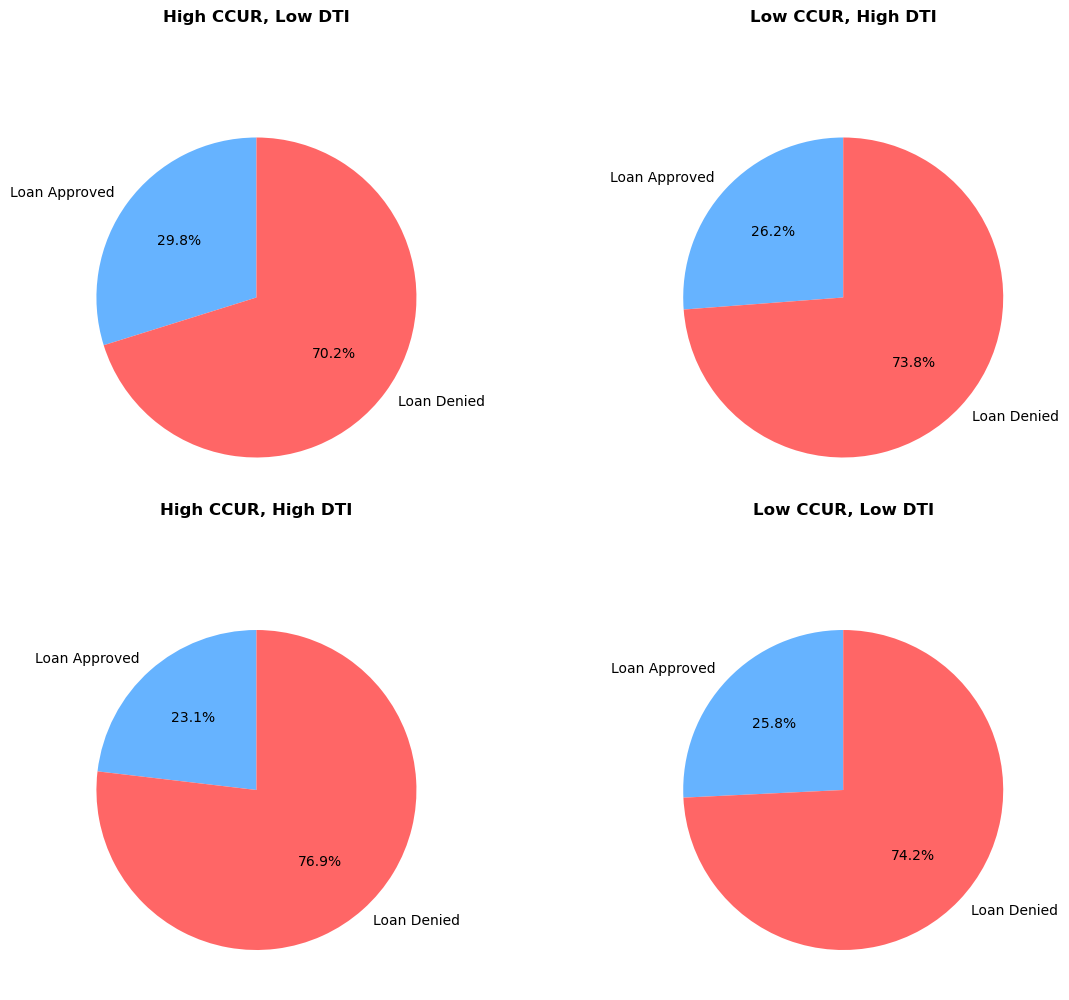 High CCUR, Low DTI
Loan Approved
29.8%
70.2%
Loan Denied
Low CCUR, High DTI
Loan Approved
26.2%
73.8%
Loan Denied
High CCUR, High DTI
Loan Approved
23.1%
76.9%
Loan Denied
Low CCUR, Low DTI
Loan Approved
25.8%
74.2%
Loan Denied